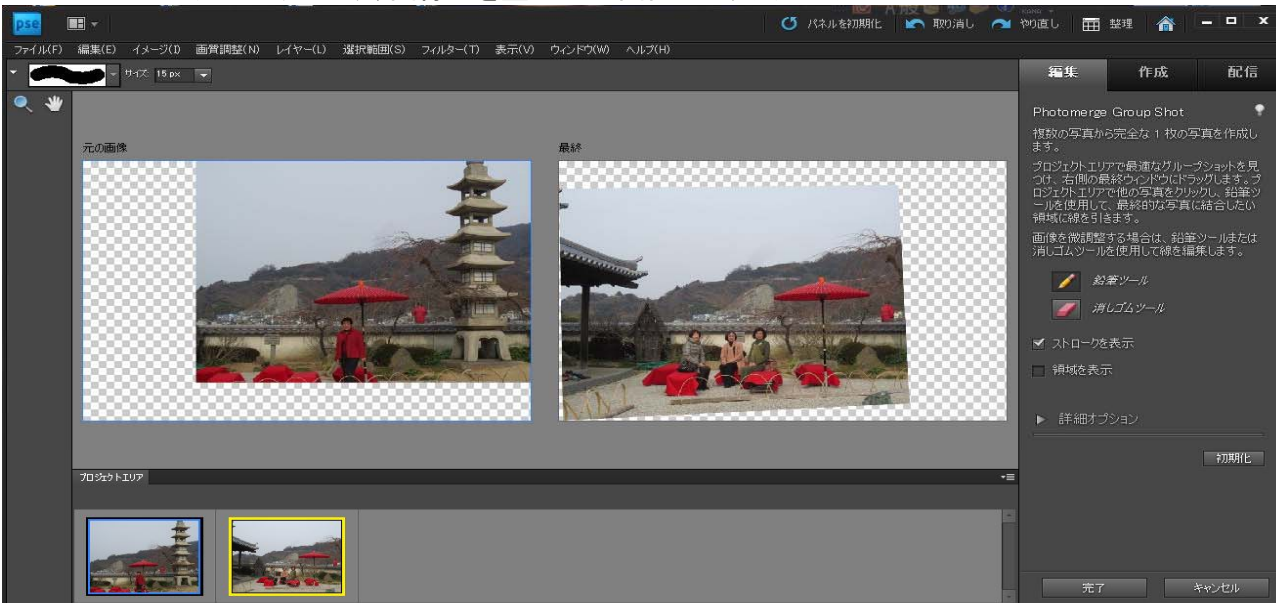 pse
パネルを初期化
取り消し
やり直し
整理
ファイル(F) 編集(E) イメージ(I) 画質調整(N) レイヤー(L) 選択範囲(S) フィルター(T) 表示(V) ウィンドウ(W) ヘルプ(H)
サイズ: 15 px
編集 作成 配信
元の画像
最終
Photomerge Group Shot
複数の写真から完全な 1 枚の写真を作成し
ます。
プロジェクトエリアで最適なグループショットを見
つけ、右側の最終ウィンドウにドラッグします。プ
ロジェクトエリアで他の写真をクリックし、鉛筆ツ
ールを使用して、最終的な写真に結合したい
領域に線を引きます。
画像を微調整する場合は、鉛筆ツールまたは
消しゴムツールを使用して線を編集します。
鉛筆ツール
消しゴムツール
ストロークを表示
領域を表示
詳細オプション
初期化
プロジェクトエリア
完了
キャンセル